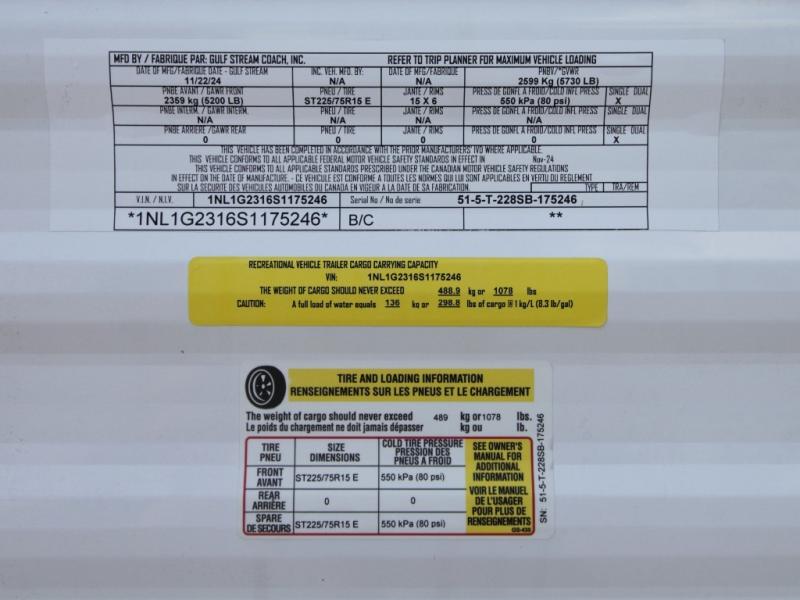 MFD BY / FABRIQUE PAR: GULF STREAM COACH, INC. REFER TO TRIP PLANNER FOR MAXIMUM VEHICLE LOADING
DATE OF MFG/FABRIQUE DATE - GULF STREAM INC. VEH. MFD. BY: DATE OF MFG/FABRIQUE PNBV/*GVWR
11/22/24 N/A N/A 2599 Kg (5730 LB)
PNBE AVANT / GAWR FRONT PNEU / TIRE JANTE / RIMS PRESS DE GONFL A FROID/COLD INFL PRESS SINGLE DUAL
2359 kg (5200 LB) ST225/75R15 E 15 X 6 550 kPa (80 psi) X
PNBE INTERM. / GAWR INTERM. PNEU / TIRE JANTE / RIMS PRESS DE GONFL A FROID/COLD INFL PRESS SINGLE DUAL
N/A N/A N/A N/A
PNBE ARRIERE / GAWR REAR PNEU / TIRE JANTE / RIMS PRESS DE GONFL A FROID/COLD INFL PRESS SINGLE DUAL
0 0 0 0 X
THIS VEHICLE HAS BEEN COMPLETED IN ACCORDANCE WITH THE PRIOR MANUFACTURERS' IVD WHERE APPLICABLE.
THIS VEHICLE CONFORMS TO ALL APPLICABLE FEDERAL MOTOR VEHICLE SAFETY STANDARDS IN EFFECT IN Nov-24
THIS VEHICLE CONFORMS TO ALL APPLICABLE STANDARDS PRESCRIBED UNDER THE CANADIAN MOTOR VEHICLE SAFETY REGULATIONS
IN EFFECT ON THE DATE OF MANUFACTURE. - CE VEHICULE EST CONFORME A TOUTES LES NORMES QUI LUI SONT APPLICABLES EN VERTU DU REGLEMENT
SUR LA SECURITE DES VEHICULES AUTOMOBILES DU CANADA EN VIGEUR A LA DATE DE SA FABRICATION. TYPE TRA/REM
V.I.N. / N.I.V. 1NL1G2316S1175246 Serial No / No de serie 51-5-T-228SB-175246
*1NL1G2316S1175246* B/C **
RECREATIONAL VEHICLE TRAILER CARGO CARRYING CAPACITY
VIN: 1NL1G2316S1175246
THE WEIGHT OF CARGO SHOULD NEVER EXCEED 488.9 kg or 1078 lbs
CAUTION: A full load of water equals 136 kg or 298.8 lbs of cargo @ 1 kg/L (8.3 lb/gal)
TIRE AND LOADING INFORMATION
RENSEIGNEMENTS SUR LES PNEUS ET LE CHARGEMENT
The weight of cargo should never exceed 489 kg or 1078 lbs.
Le poids du chargement ne doit jamais dépasser kg ou lb.
TIRE PNEU SIZE DIMENSIONS COLD TIRE PRESSURE PRESSION DES PNEUS A FROID
FRONT AVANT ST225/75R15 E 550 kPa (80 psi)
REAR ARRIÈRE 0 0
SPARE DE SECOURS ST225/75R15 E 550 kPa (80 psi)
SEE OWNER'S
MANUAL FOR
ADDITIONAL
INFORMATION
VOIR LE MANUEL
DE L'USAGER
POUR PLUS DE
RENSEIGNEMENTS
GS-435
SN: 51-5-T-228SB-175246